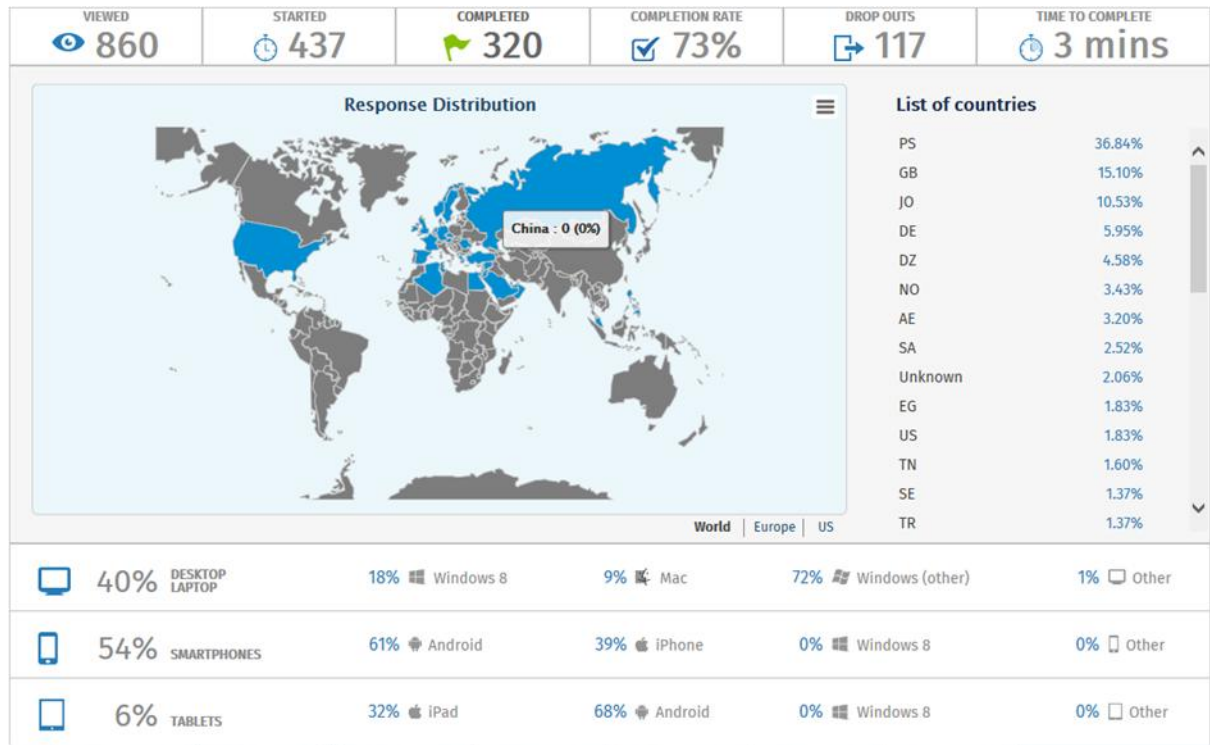 VIEWED STARTED COMPLETED COMPLETION RATE DROP OUTS TIME TO COMPLETE
860 437 320 73% 117 3 mins
Response Distribution
China : 0 (0%)
World | Europe | US
List of countries
PS 36.84%
GB 15.10%
JO 10.53%
DE 5.95%
DZ 4.58%
NO 3.43%
AE 3.20%
SA 2.52%
Unknown 2.06%
EG 1.83%
US 1.83%
TN 1.60%
SE 1.37%
TR 1.37%
40% DESKTOP LAPTOP 18% Windows 8 9% Mac 72% Windows (other) 1% Other
54% SMARTPHONES 61% Android 39% iPhone 0% Windows 8 0% Other
6% TABLETS 32% iPad 68% Android 0% Windows 8 0% Other